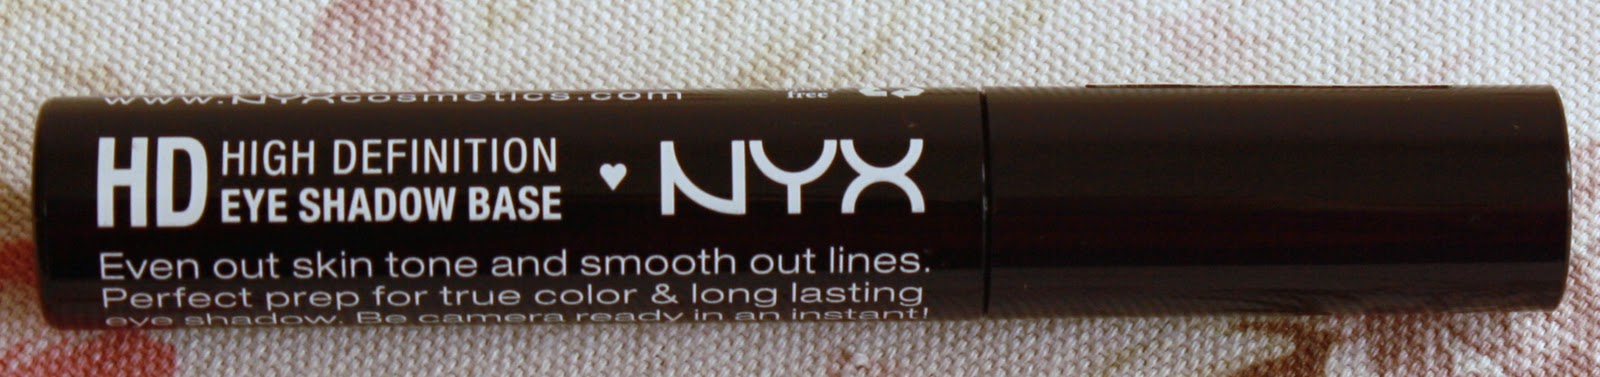 www.NYXcosmetics.com
free
HD HIGH DEFINITION
EYE SHADOW BASE ♥ NYX
Even out skin tone and smooth out lines.
Perfect prep for true color & long lasting
eye shadow. Be camera ready in an instant!